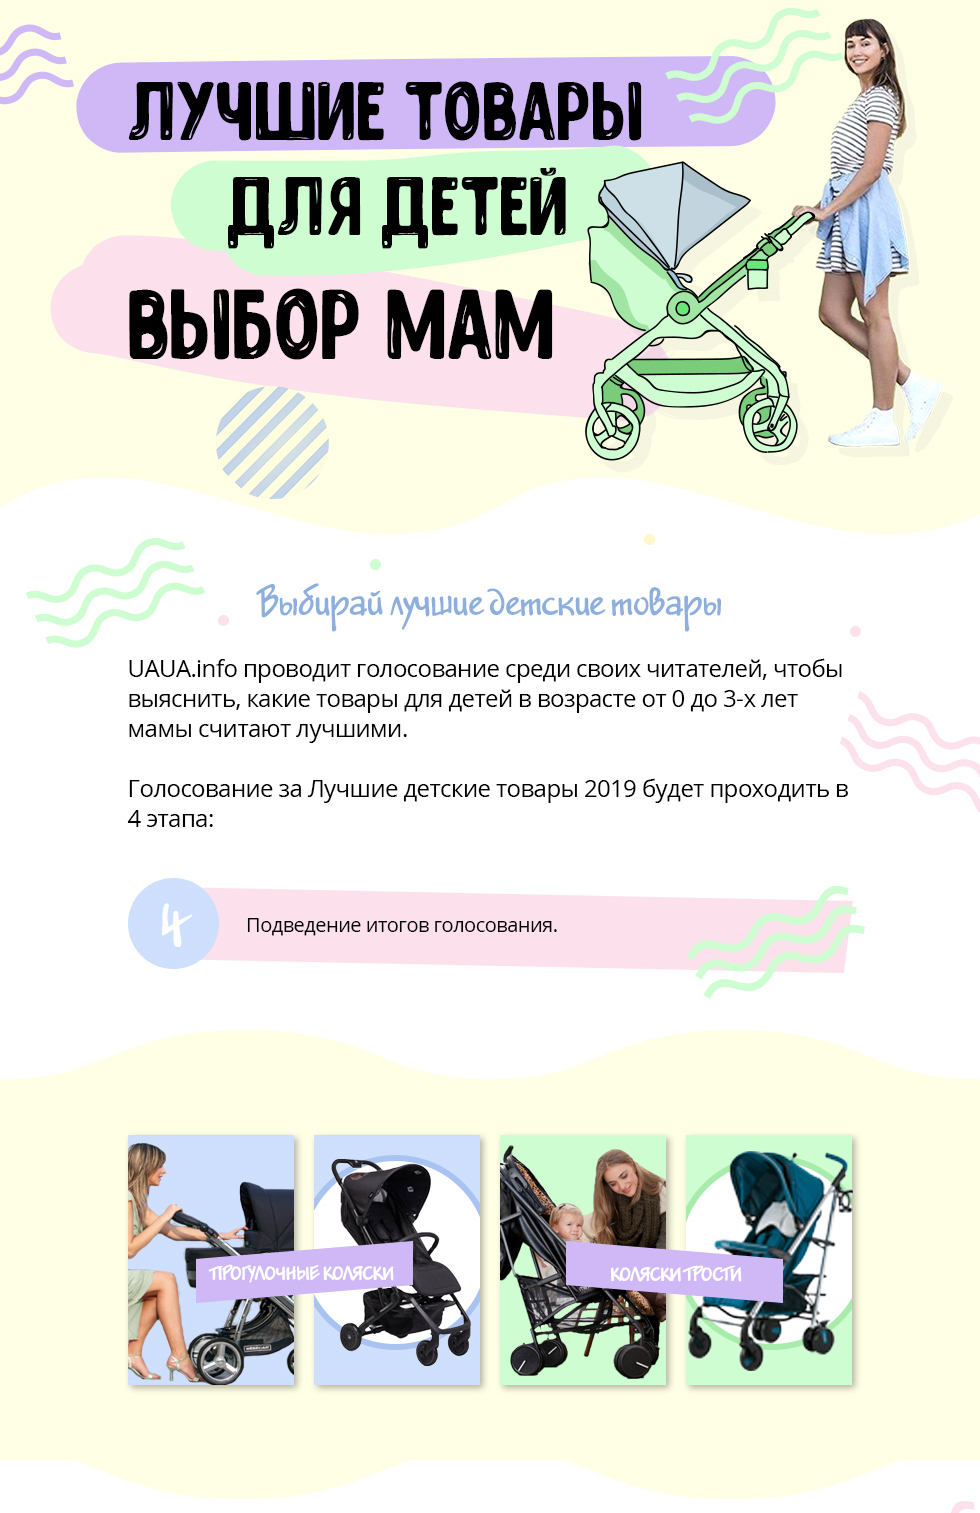 ЛУЧШИЕ ТОВАРЫ
ДЛЯ ДЕТЕЙ
ВЫБОР МАМ
Выбирай лучшие детские товары
UAUA.info проводит голосование среди своих читателей, чтобы
выяснить, какие товары для детей в возрасте от 0 до 3-х лет
мамы считают лучшими.
Голосование за Лучшие детские товары 2019 будет проходить в
4 этапа:
4
Подведение итогов голосования.
ПРОГУЛОЧНЫЕ КОЛЯСКИ
КОЛЯСКИ ТРОСТИ